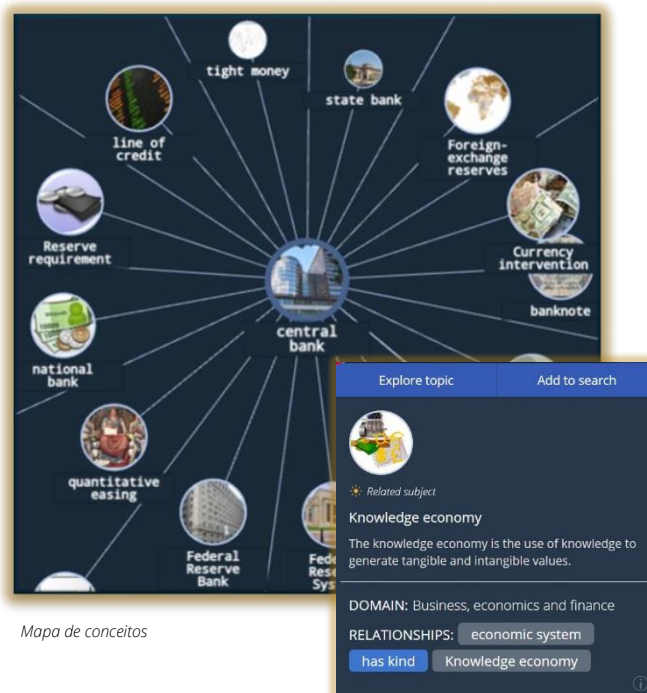 tight money
state bank
line of
credit
Foreign-
exchange
reserves
Reserve
requirement
Currency
intervention
banknote
central
bank
national
bank
quantitative
easing
Federal
Reserve
Bank
Fede
Rese
Sys
Mapa de conceitos
Explore topic
Add to search
Related subject
Knowledge economy
The knowledge economy is the use of knowledge to
generate tangible and intangible values.
DOMAIN: Business, economics and finance
RELATIONSHIPS: economic system
has kind Knowledge economy